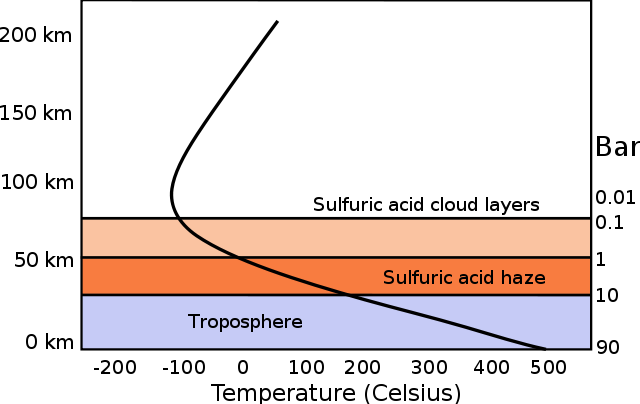 200 km
150 km
Bar
100 km
0.01
Sulfuric acid cloud layers
0.1
50 km
1
Sulfuric acid haze
10
Troposphere
0 km
90
-200 -100 0 100 200 300 400 500
Temperature (Celsius)